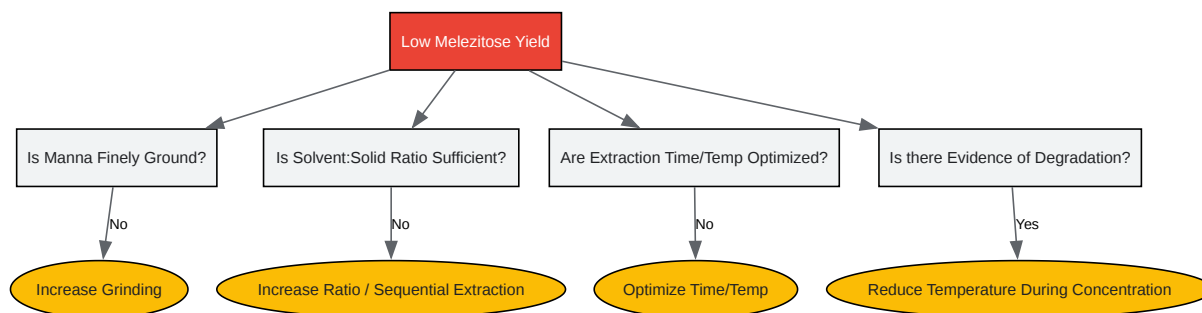 Low Melezitose Yield
Is Manna Finely Ground?
Is Solvent:Solid Ratio Sufficient?
Are Extraction Time/Temp Optimized?
Is there Evidence of Degradation?
No
No
No
Yes
Increase Grinding
Increase Ratio / Sequential Extraction
Optimize Time/Temp
Reduce Temperature During Concentration